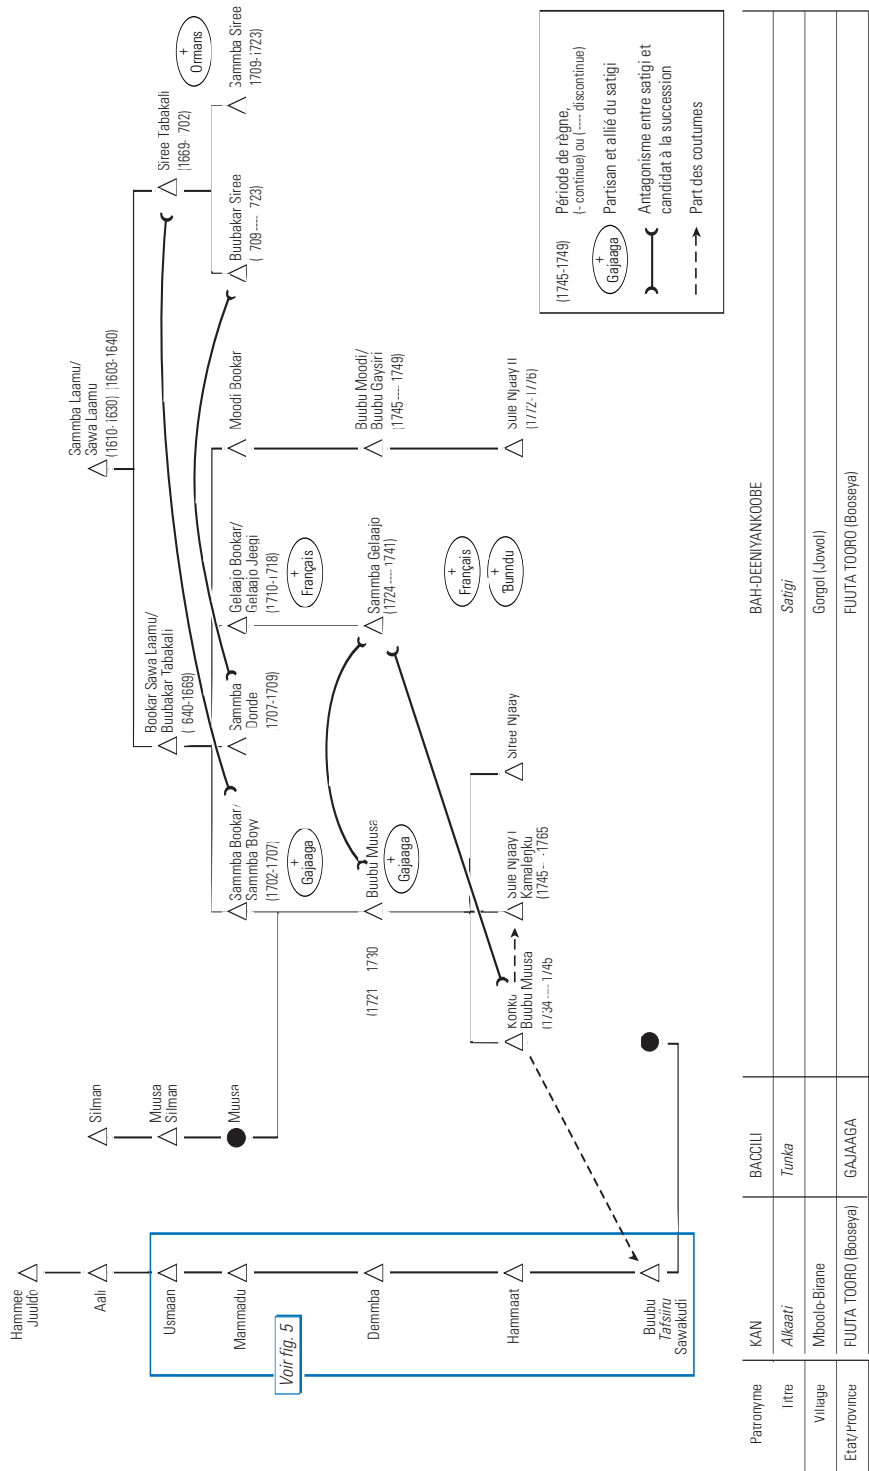 Hammee
Juuldo
Aali
Usmaan
Mammadu
Voir fig. 5
Demmba
Hammaat
Buubu
Tafsiiru
Sawakudi
Silman
Muusa
Silman
Muusa
Sammba Laamu/
Sawa Laamu
(1610-1630) (1603-1640)
Bookar Sawa Laamu/
Buubakar Tabakali
( 640-1669)
Siree Tabakali
(1669- 702)
+
Ormans
Sammba Bookar/
Sammba Boyy
(1702-1707)
+
Gajaaga
Sammba
Donde
1707-1709)
Gelaajo Bookar/
Gelaajo Jeegi
(1710-1718)
+
Français
Moodi Bookar
Buubakar Siree
( 709---- 723)
Sammba Siree
1709-1723)
Buubu Muusa
(1721 1730
+
Gajaaga
Sammba Gelaajo
(1724 ---- 1741)
+
Français
+
Bunndu
Buubu Moodi/
Buubu Gaysiri
(1745 ---- 1749)
Konko
Buubu Muusa
(1734 ---- 1745
Sule Njaay I
Kamalenku
(1745-- -1765
Siree Njaay
Sule Njaay II
(1772-1776)
(1745-1749)
Période de règne,
(- continue) ou ( ---- discontinue)
+
Gajaaga
Partisan et allié du satigi
Antagonisme entre satigi et
candidat à la succession
Part des coutumes
Patronyme KAN BACCILI BAH-DEENIYANKOOBE
Titre Alkaati Tunka Satigi
Village Mboolo-Birane Gorgol (Jowol)
Etat/Province FUUTA TOORO (Booseya) GAJAAGA FUUTA TOORO (Booseya)